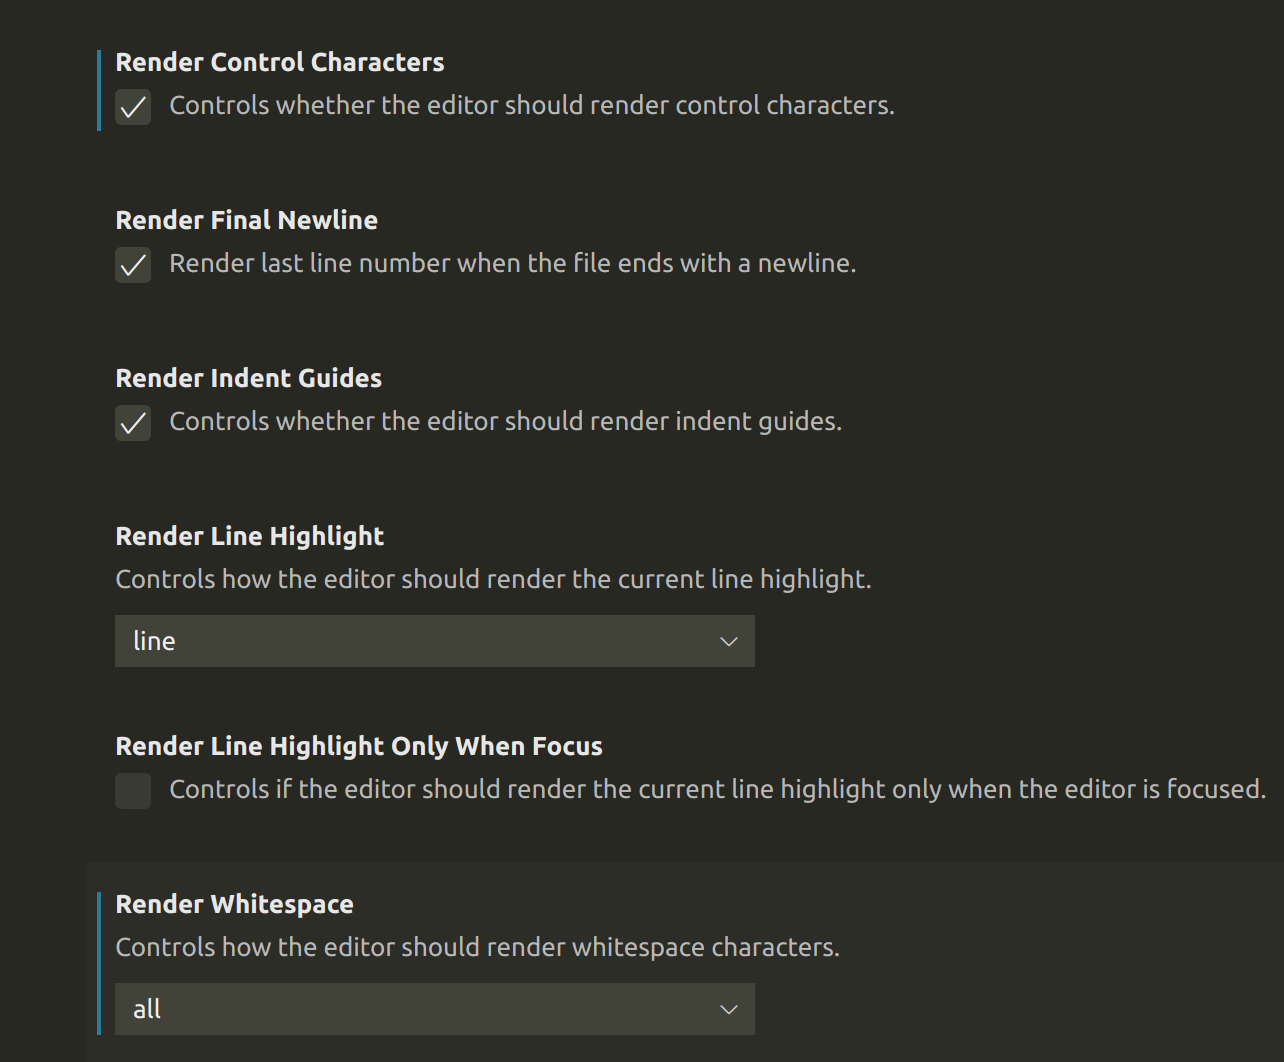 Render Control Characters
Controls whether the editor should render control characters.
Render Final Newline
Render last line number when the file ends with a newline.
Render Indent Guides
Controls whether the editor should render indent guides.
Render Line Highlight
Controls how the editor should render the current line highlight.
line
Render Line Highlight Only When Focus
Controls if the editor should render the current line highlight only when the editor is focused.
Render Whitespace
Controls how the editor should render whitespace characters.
all